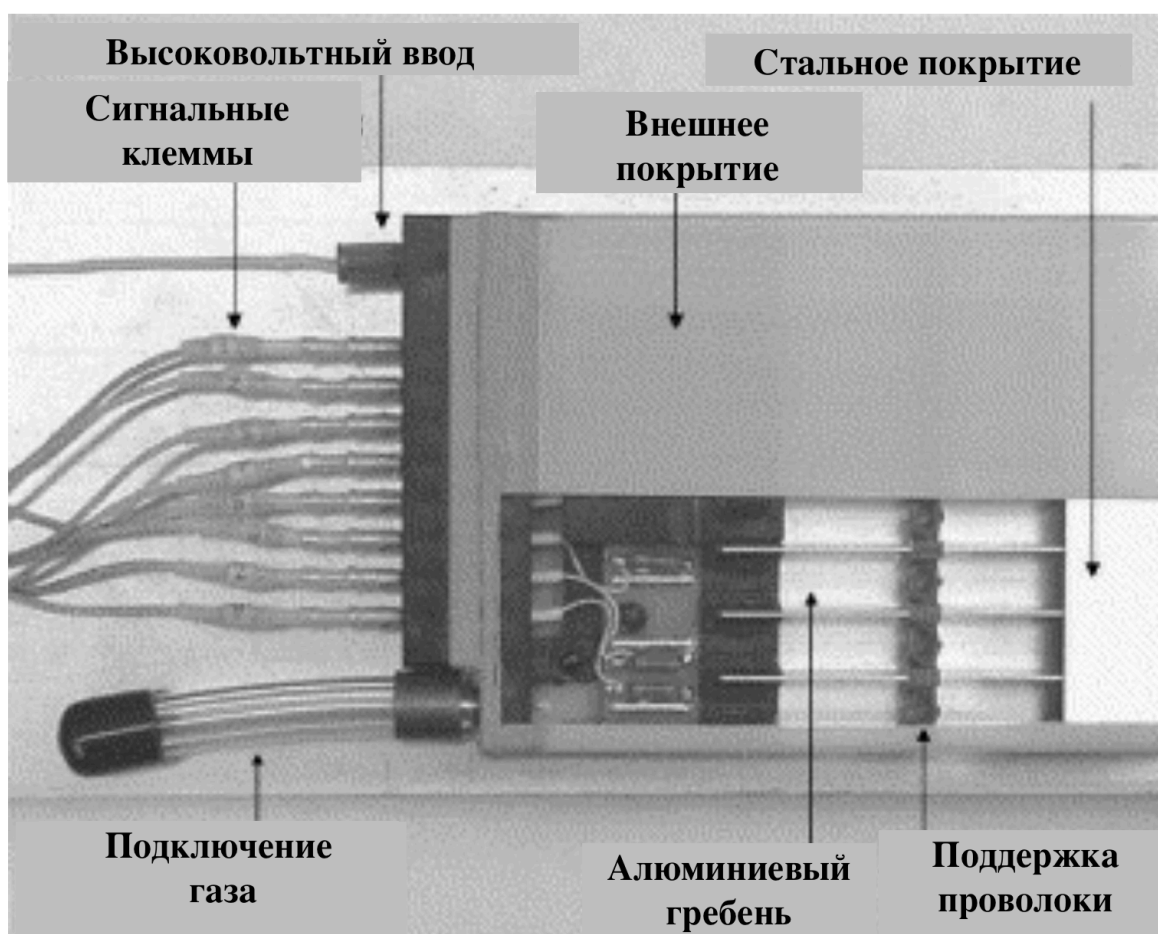 Высоковольтный ввод
Стальное покрытие
Сигнальные
клеммы
Внешнее
покрытие
Подключение
газа
Алюминиевый
гребень
Поддержка
проволоки